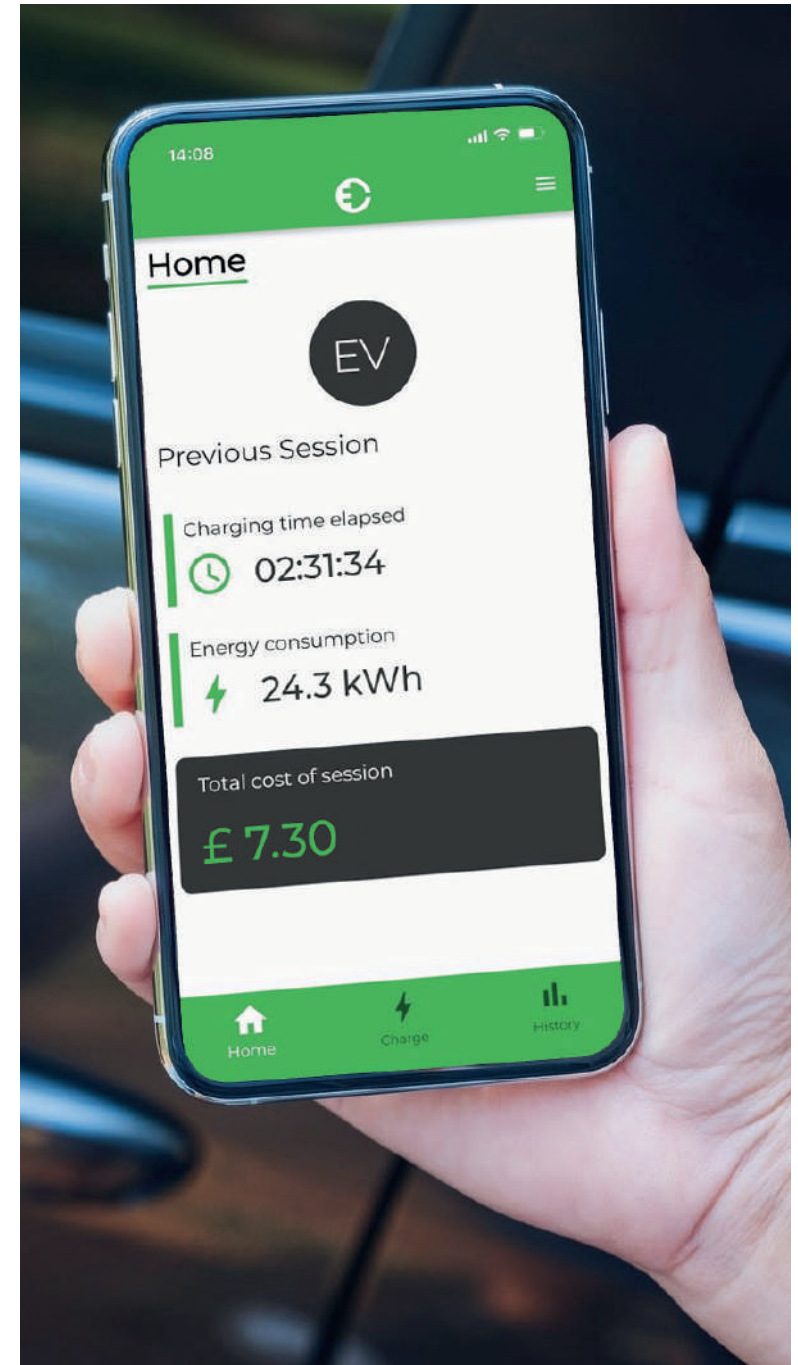 14:08
Home
EV
Previous Session
Charging time elapsed
02:31:34
Energy consumption
24.3 kWh
Total cost of session
£ 7.30
Home
Charge
History